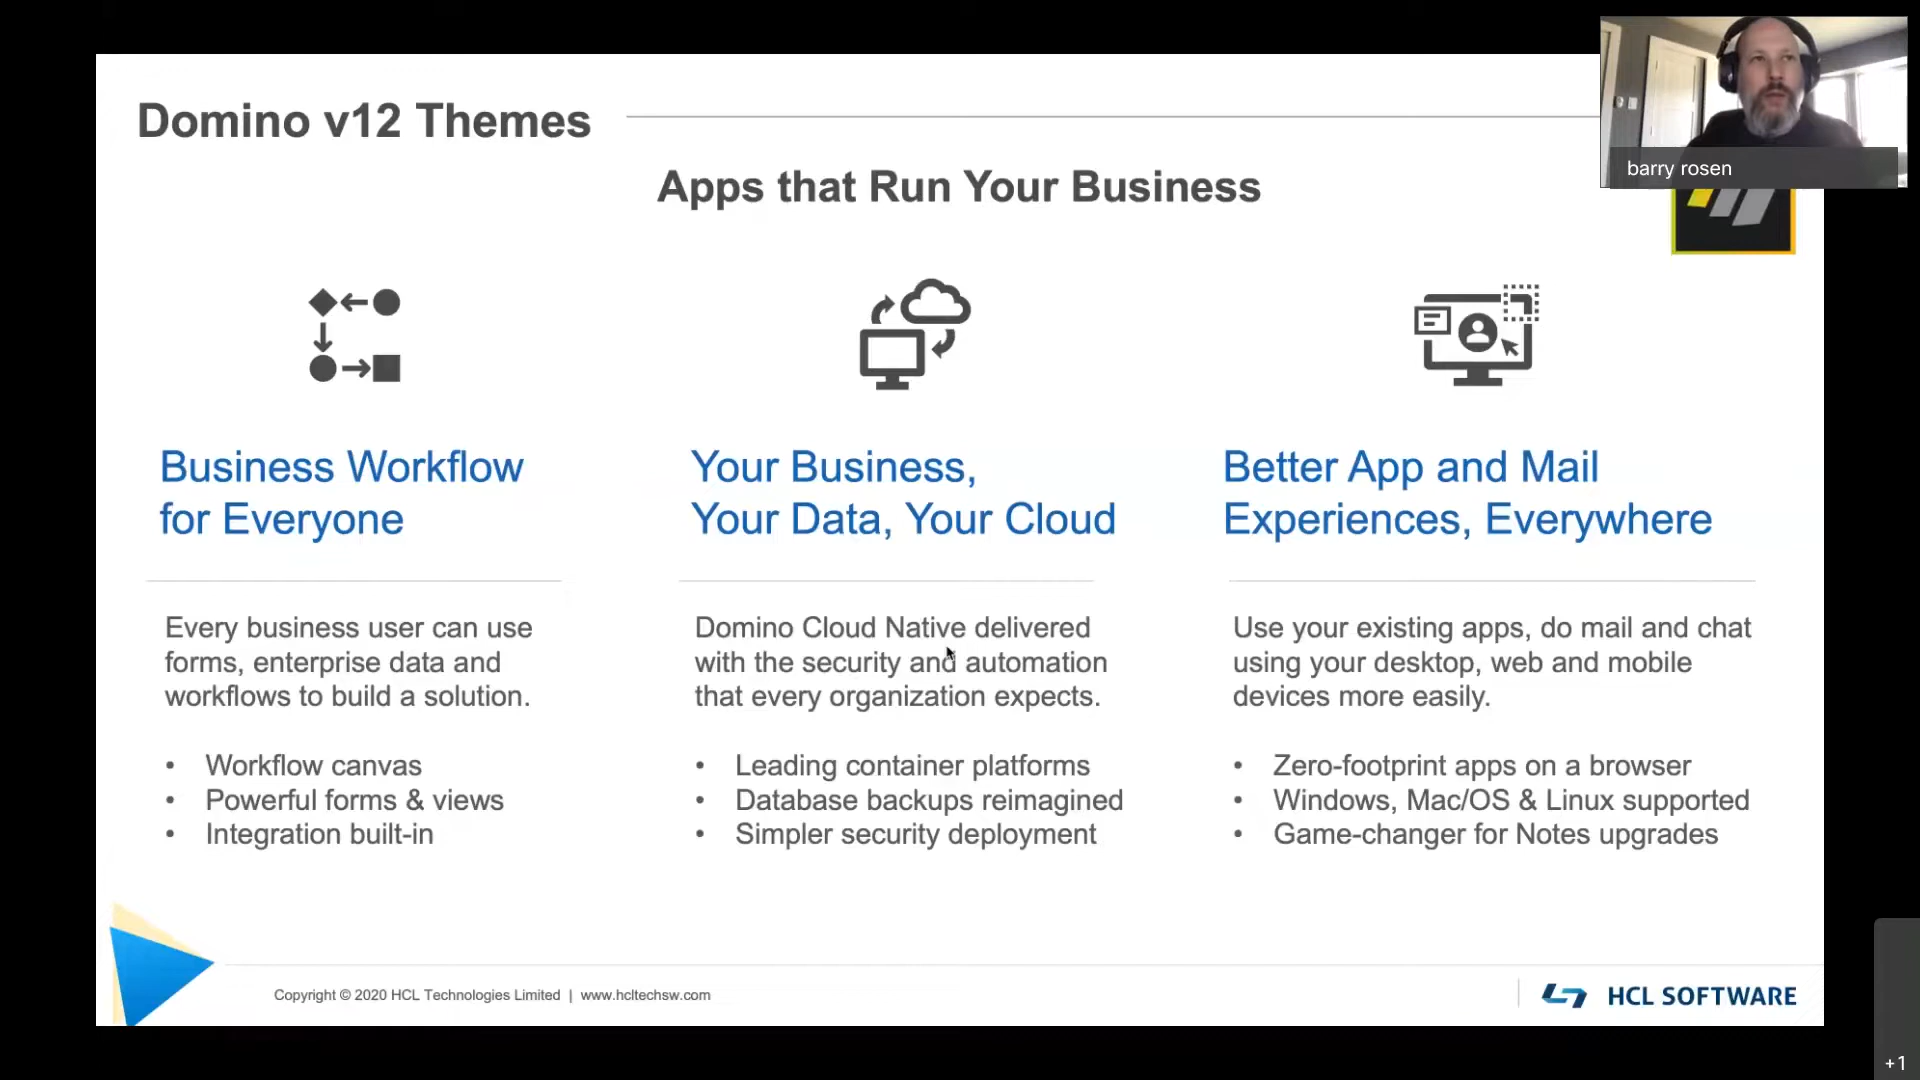 Domino v12 Themes
barry rosen
Apps that Run Your Business
Business Workflow
for Everyone
Every business user can use
forms, enterprise data and
workflows to build a solution.
• Workflow canvas
• Powerful forms & views
• Integration built-in
Your Business,
Your Data, Your Cloud
Domino Cloud Native delivered
with the security and automation
that every organization expects.
• Leading container platforms
• Database backups reimagined
• Simpler security deployment
Better App and Mail
Experiences, Everywhere
Use your existing apps, do mail and chat
using your desktop, web and mobile
devices more easily.
• Zero-footprint apps on a browser
• Windows, Mac/OS & Linux supported
• Game-changer for Notes upgrades
Copyright © 2020 HCL Technologies Limited | www.hcltechsw.com
HCL SOFTWARE
+1